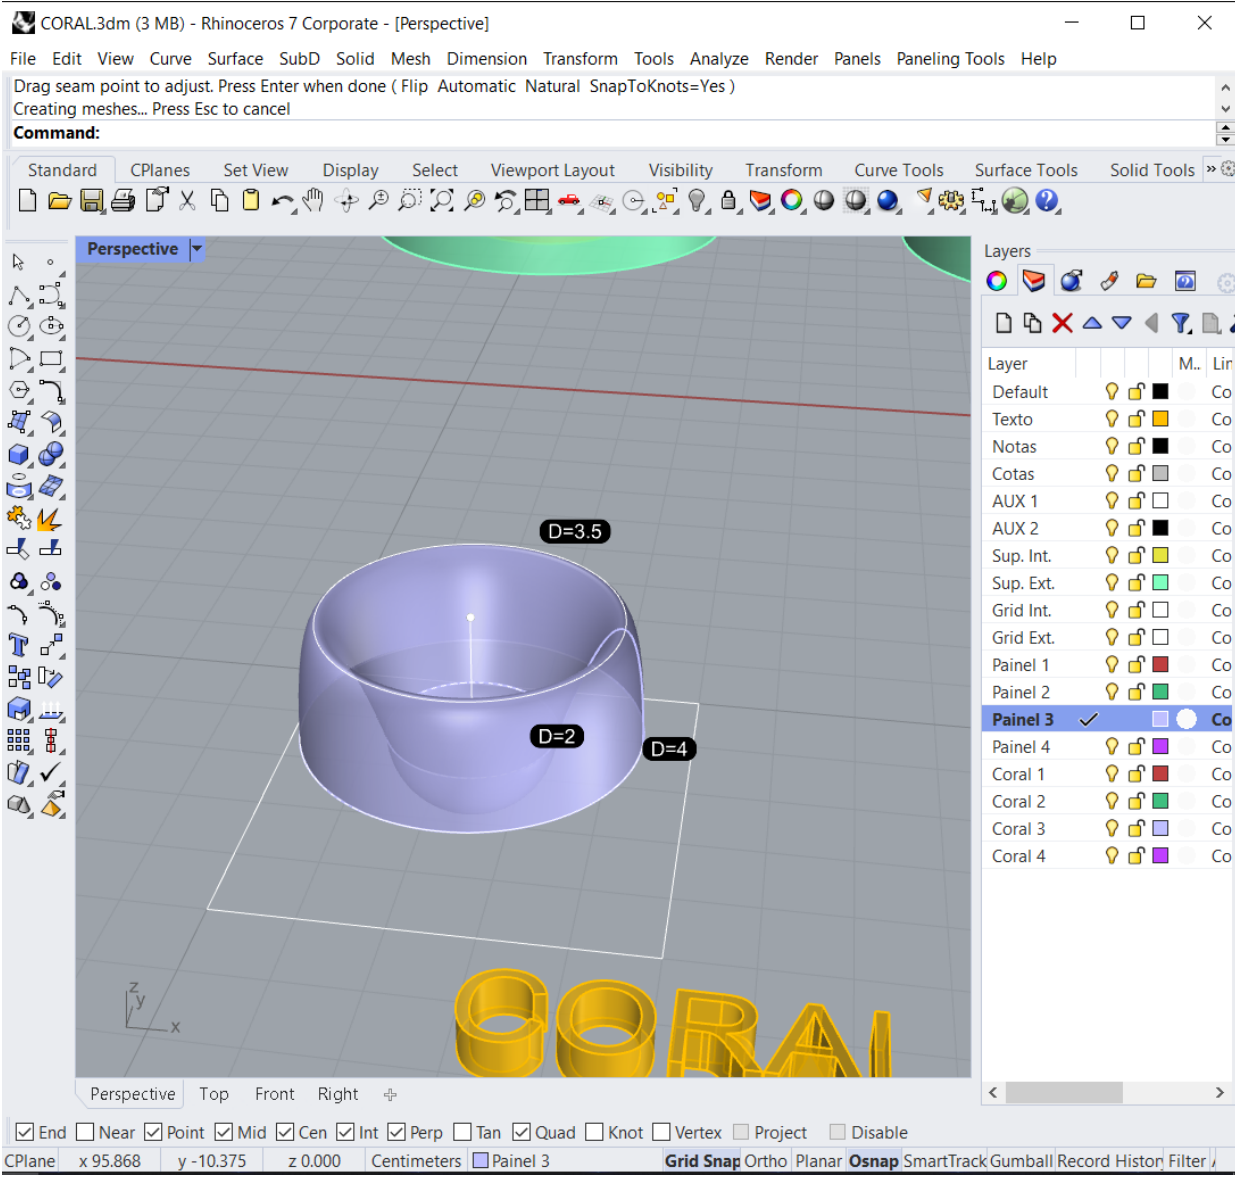 CORAL.3dm (3 MB) - Rhinoceros 7 Corporate - [Perspective]
File Edit View Curve Surface SubD Solid Mesh Dimension Transform Tools Analyze Render Panels Paneling Tools Help
Drag seam point to adjust. Press Enter when done ( Flip Automatic Natural SnapToKnots=Yes )
Creating meshes... Press Esc to cancel
Command:
Standard CPlanes Set View Display Select Viewport Layout Visibility Transform Curve Tools Surface Tools Solid Tools »
Perspective
Layers
Layer M.. Lin
Default Co
Texto Co
Notas Co
Cotas Co
AUX 1 Co
AUX 2 Co
Sup. Int. Co
Sup. Ext. Co
Grid Int. Co
Grid Ext. Co
Painel 1 Co
Painel 2 Co
Painel 3 Co
Painel 4 Co
Coral 1 Co
Coral 2 Co
Coral 3 Co
Coral 4 Co
D=3.5
D=2
D=4
z
y
x
CORAL
Perspective Top Front Right
End Near Point Mid Cen Int Perp Tan Quad Knot Vertex Project Disable
CPlane x 95.868 y -10.375 z 0.000 Centimeters Painel 3 Grid Snap Ortho Planar Osnap SmartTrack Gumball Record History Filter